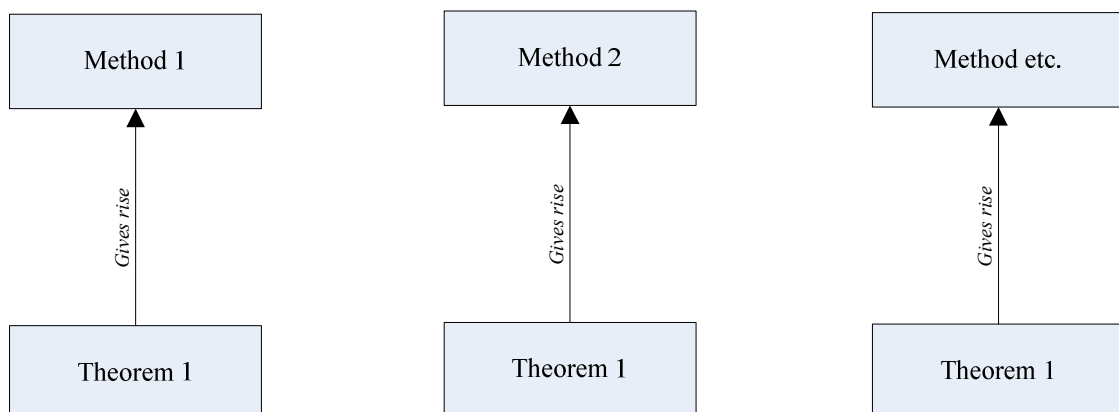 Method 1
Method 2
Method etc.
Gives rise
Gives rise
Gives rise
Theorem 1
Theorem 1
Theorem 1